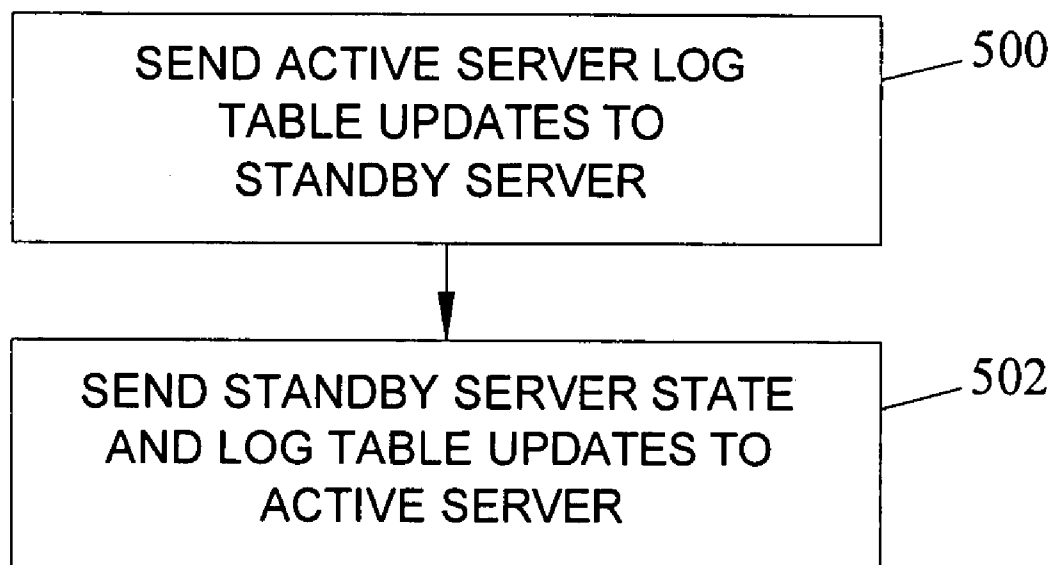 SEND ACTIVE SERVER LOG
TABLE UPDATES TO
STANDBY SERVER
500
SEND STANDBY SERVER STATE
AND LOG TABLE UPDATES TO
ACTIVE SERVER
502